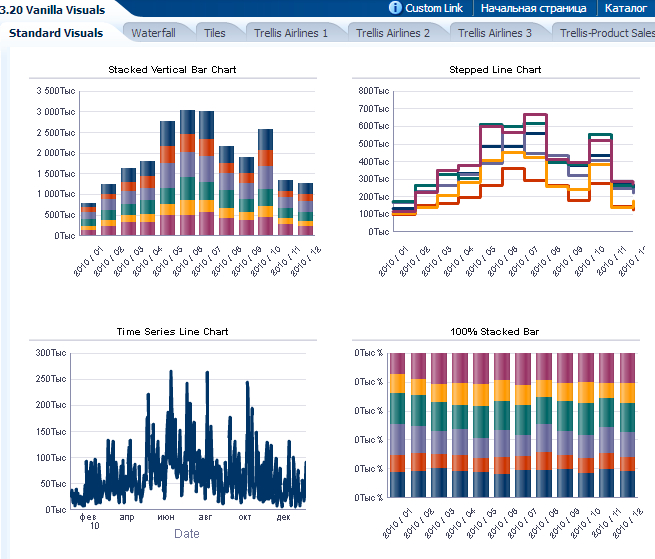 3.20 Vanilla Visuals
Custom Link Начальная страница Каталог
Standard Visuals Waterfall Tiles Trellis Airlines 1 Trellis Airlines 2 Trellis Airlines 3 Trellis-Product Sales
Stacked Vertical Bar Chart
3 500Тыс
3 000Тыс
2 500Тыс
2 000Тыс
1 500Тыс
1 000Тыс
500Тыс
0Тыс
2010 / 01
2010 / 02
2010 / 03
2010 / 04
2010 / 05
2010 / 06
2010 / 07
2010 / 08
2010 / 09
2010 / 10
2010 / 11
2010 / 12
Stepped Line Chart
800Тыс
700Тыс
600Тыс
500Тыс
400Тыс
300Тыс
200Тыс
100Тыс
0Тыс
2010 / 01
2010 / 02
2010 / 03
2010 / 04
2010 / 05
2010 / 06
2010 / 07
2010 / 08
2010 / 09
2010 / 10
2010 / 11
2010 / 1
Time Series Line Chart
300Тыс
250Тыс
200Тыс
150Тыс
100Тыс
50Тыс
0Тыс
фев апр июн авг окт дек
10
Date
100% Stacked Bar
0Тыс %
0Тыс %
0Тыс %
0Тыс %
0Тыс %
0Тыс %
2010 / 01
2010 / 02
2010 / 03
2010 / 04
2010 / 05
2010 / 06
2010 / 07
2010 / 08
2010 / 09
2010 / 10
2010 / 11
2010 / 12